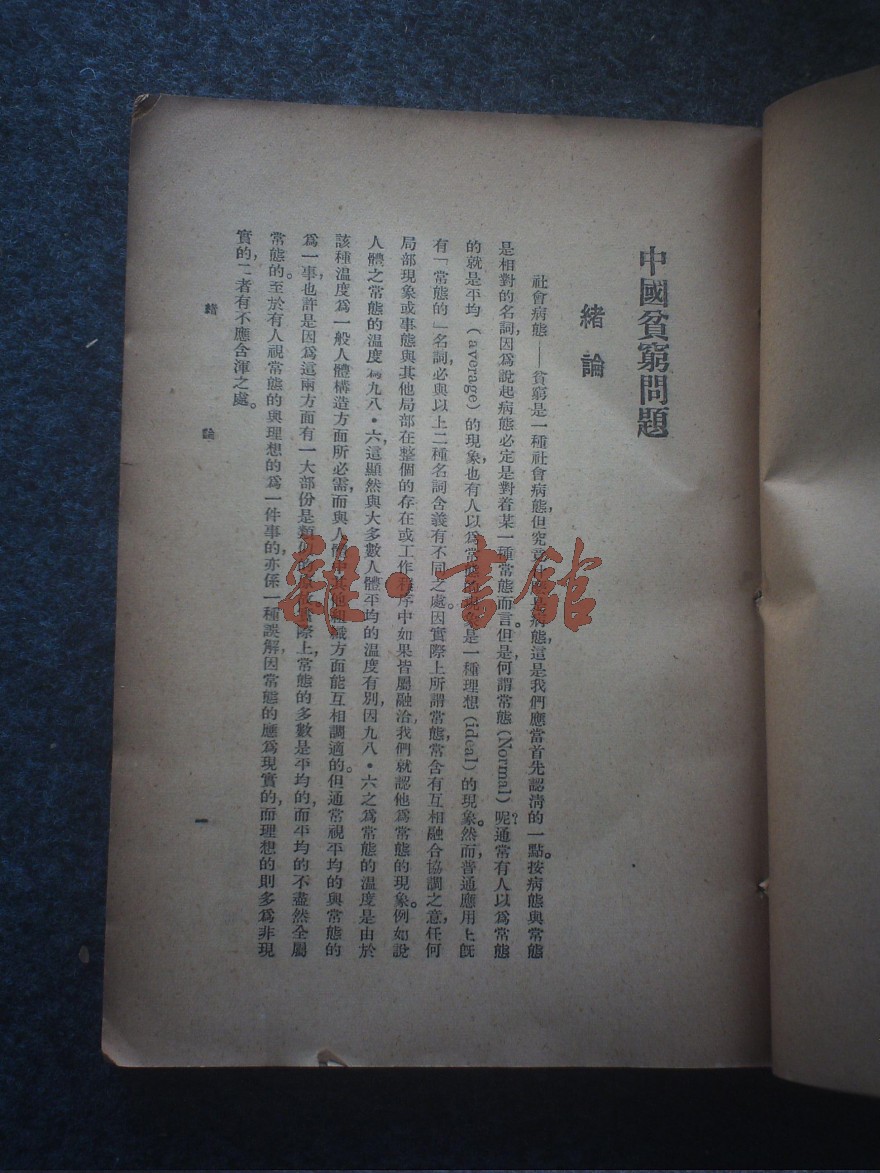 中國貧窮問題
緒論
社會病態——貧窮是一種社會病態,但究竟什麼是病態,這是我們應當首先認清的一點。按病態與常態
是相對的名詞,因爲說起病態必定是對着某一種常態而言。但是何謂常態(Normal)呢?通常有人以爲常態
的就是平均(average)的現象,也有人以爲常態的現象是一種理想(ideal)的現象。然而,普通應用上既
有「常態的」名詞,必與以上二種名詞含義有不同之處。因實際上所謂常態,常含有互相融合協調之意,任何
局部現象或事態與其他局部在整個的存在或工作程序中如果皆屬融洽,我們就認他爲常態的現象。例如說
人體之常態的溫度爲九八・六,這顯然與大多數人體平均的溫度有別,因九八・六之爲常態的溫度是由於
該種溫度爲一般人體構造方面所必需,而與人體中其他組織方面能互相調適的。但通常視平均的與常態的
爲一事,也許是因爲這兩方面有一大部份是類似的。實際上,常態的多數是平均的,而平均的不盡然全屬
常態的。至於有人視常態的與理想的爲一件事的,亦係一種誤解,因常態的應爲現實的,而理想的則多爲非現
實的,二者有不應含渾之處。
緒論
一
雜・書館